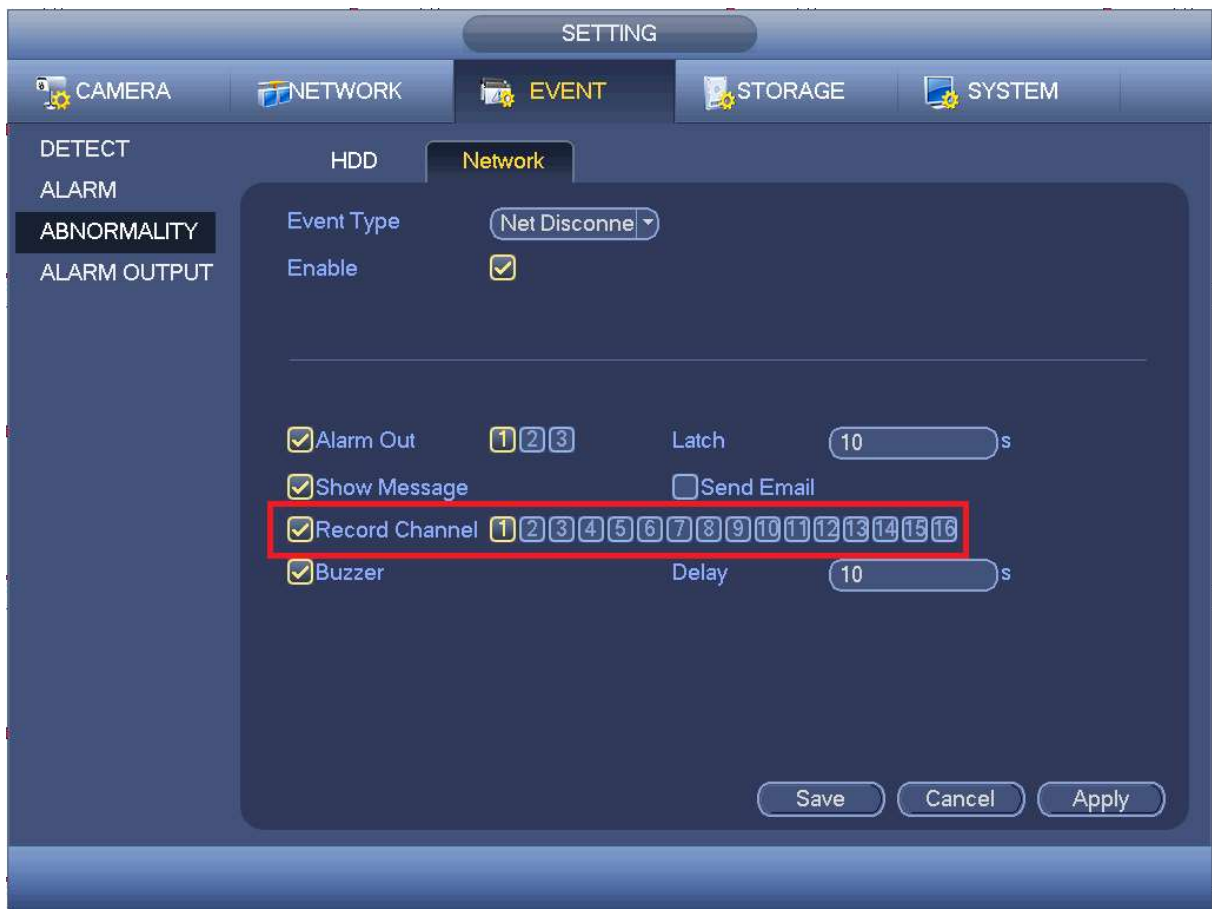 SETTING
CAMERA NETWORK EVENT STORAGE SYSTEM
DETECT
ALARM
ABNORMALITY
ALARM OUTPUT
HDD Network
Event Type Net Disconne
Enable
Alarm Out 1 2 3 Latch 10 s
Show Message Send Email
Record Channel 1 2 3 4 5 6 7 8 9 10 11 12 13 14 15 16
Buzzer Delay 10 s
Save Cancel Apply